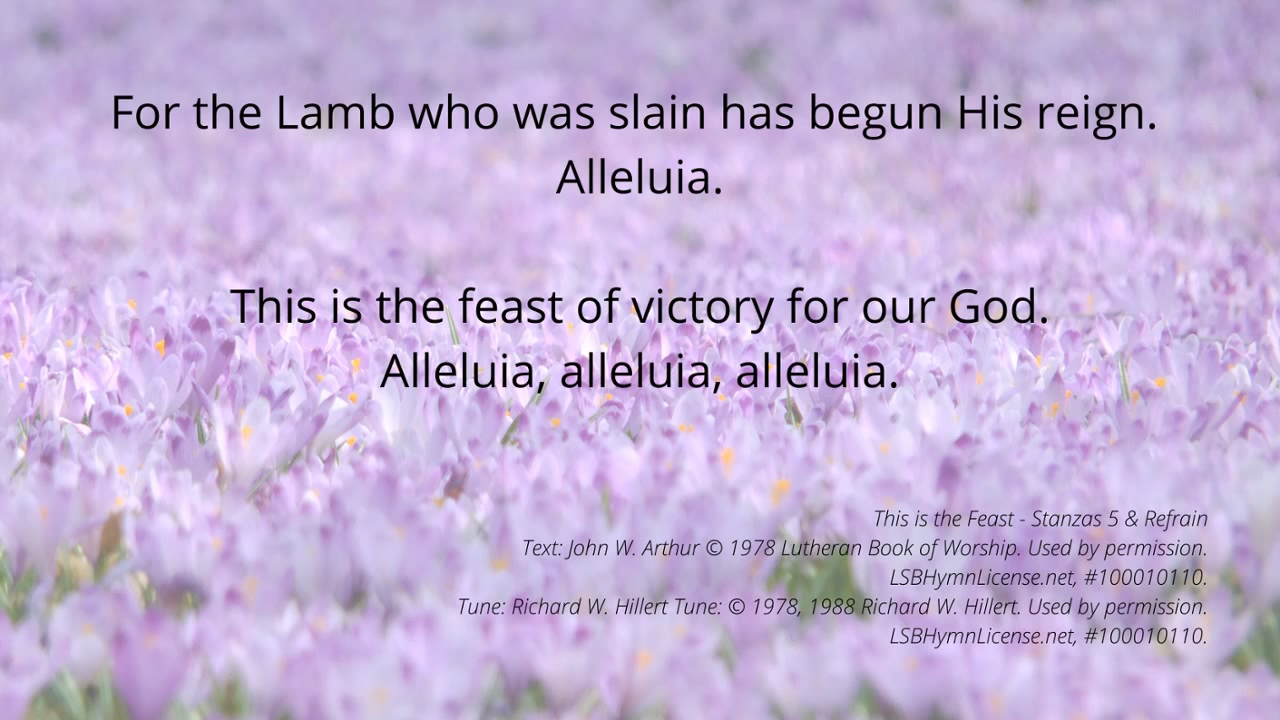 For the Lamb who was slain has begun His reign.
Alleluia.
This is the feast of victory for our God.
Alleluia, alleluia, alleluia.
This is the Feast - Stanzas 5 & Refrain
Text: John W. Arthur © 1978 Lutheran Book of Worship. Used by permission.
LSBHymnLicense.net, #100010110.
Tune: Richard W. Hillert Tune: © 1978, 1988 Richard W. Hillert. Used by permission.
LSBHymnLicense.net, #100010110.